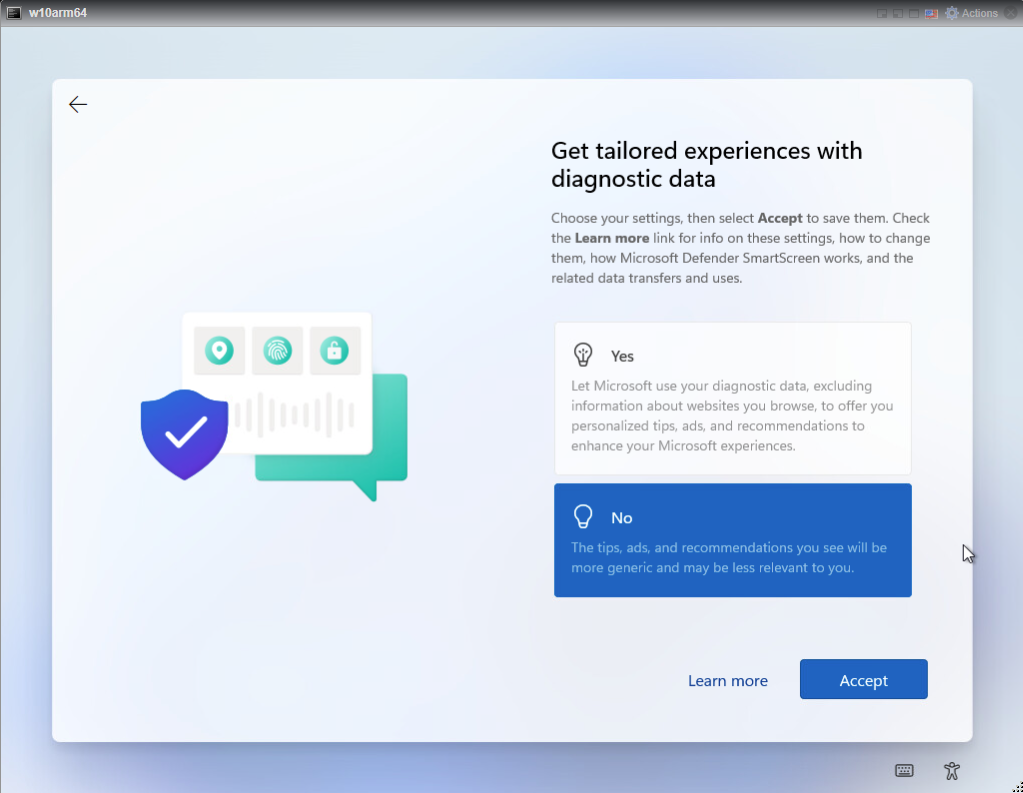 w10arm64
Actions
Get tailored experiences with
diagnostic data
Choose your settings, then select Accept to save them. Check
the Learn more link for info on these settings, how to change
them, how Microsoft Defender SmartScreen works, and the
related data transfers and uses.
Yes
Let Microsoft use your diagnostic data, excluding
information about websites you browse, to offer you
personalized tips, ads, and recommendations to
enhance your Microsoft experiences.
No
The tips, ads, and recommendations you see will be
more generic and may be less relevant to you.
Learn more
Accept